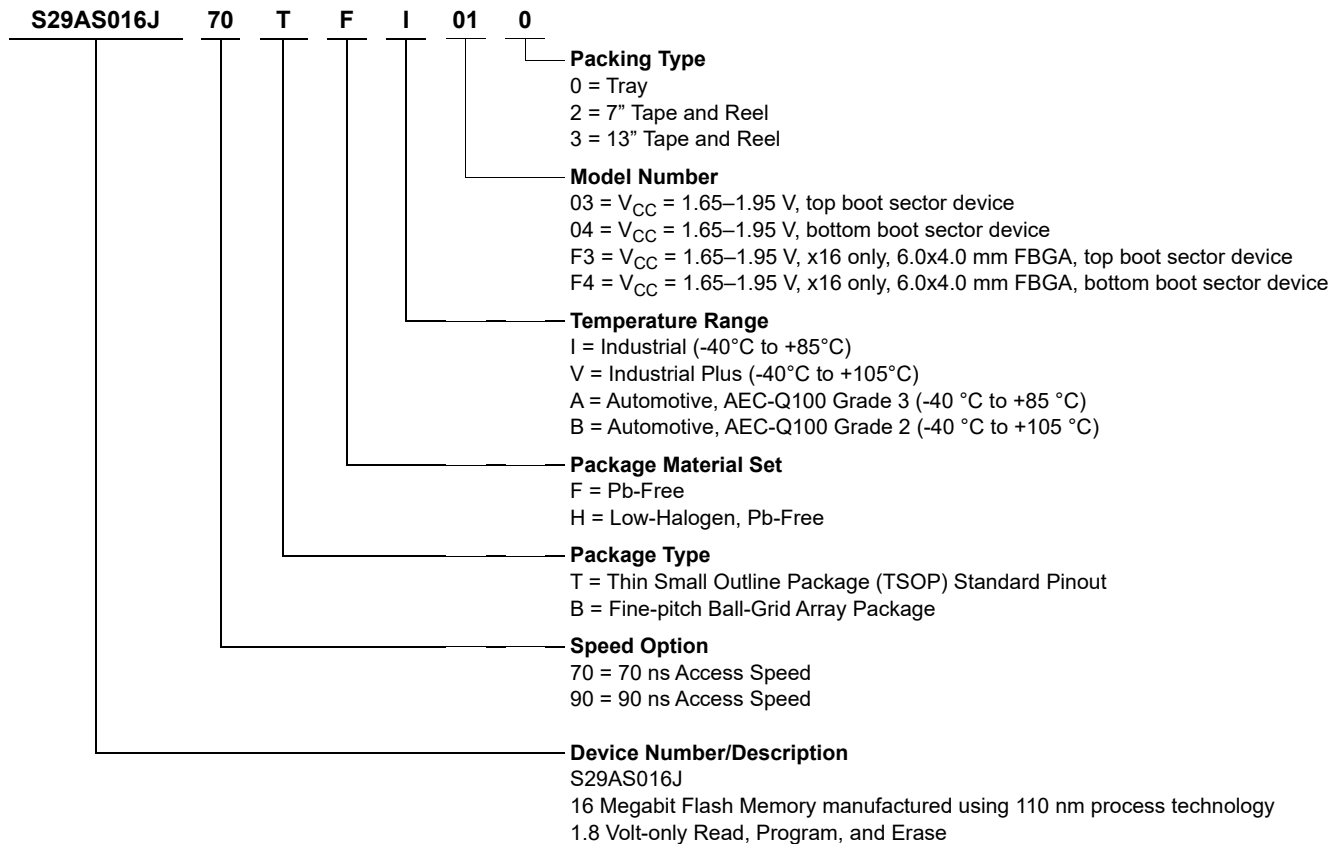 S29AS016J 70 T F I 01 0
Packing Type
0 = Tray
2 = 7” Tape and Reel
3 = 13” Tape and Reel
Model Number
03 = VCC = 1.65–1.95 V, top boot sector device
04 = VCC = 1.65–1.95 V, bottom boot sector device
F3 = VCC = 1.65–1.95 V, x16 only, 6.0x4.0 mm FBGA, top boot sector device
F4 = VCC = 1.65–1.95 V, x16 only, 6.0x4.0 mm FBGA, bottom boot sector device
Temperature Range
I = Industrial (-40°C to +85°C)
V = Industrial Plus (-40°C to +105°C)
A = Automotive, AEC-Q100 Grade 3 (-40 °C to +85 °C)
B = Automotive, AEC-Q100 Grade 2 (-40 °C to +105 °C)
Package Material Set
F = Pb-Free
H = Low-Halogen, Pb-Free
Package Type
T = Thin Small Outline Package (TSOP) Standard Pinout
B = Fine-pitch Ball-Grid Array Package
Speed Option
70 = 70 ns Access Speed
90 = 90 ns Access Speed
Device Number/Description
S29AS016J
16 Megabit Flash Memory manufactured using 110 nm process technology
1.8 Volt-only Read, Program, and Erase